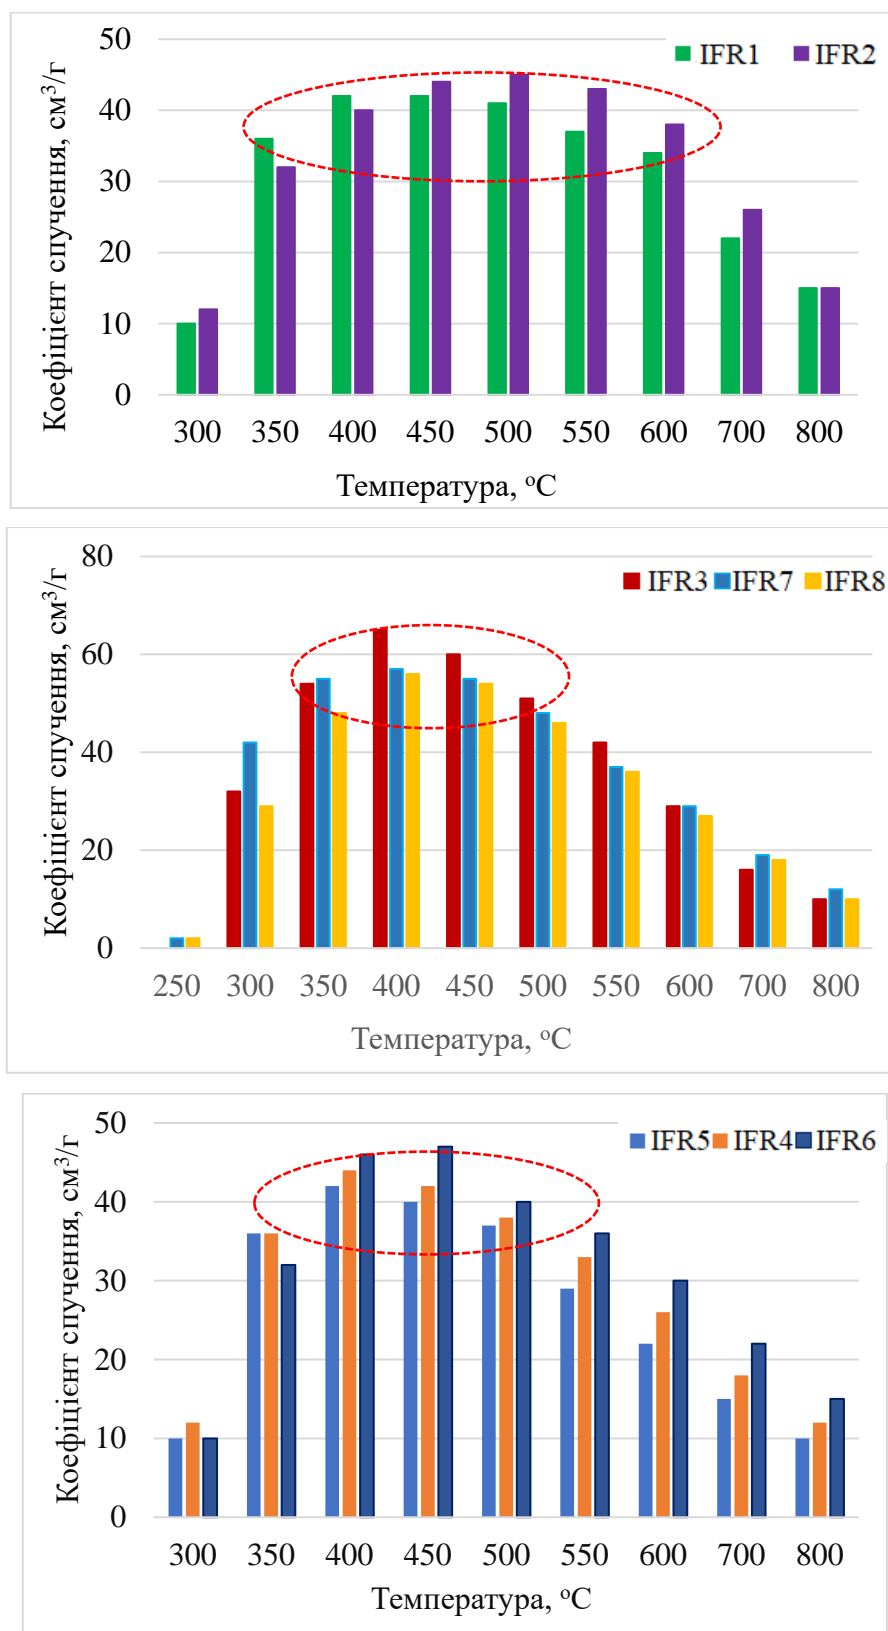 50
40
30
20
10
0
Коефіцієнт спучення, см³/г
IFR1 IFR2
300 350 400 450 500 550 600 700 800
Температура, °C
80
60
40
20
0
Коефіцієнт спучення, см³/г
IFR3 IFR7 IFR8
250 300 350 400 450 500 550 600 700 800
Температура, °C
50
40
30
20
10
0
Коефіцієнт спучення, см³/г
IFR5 IFR4 IFR6
300 350 400 450 500 550 600 700 800
Температура, °C